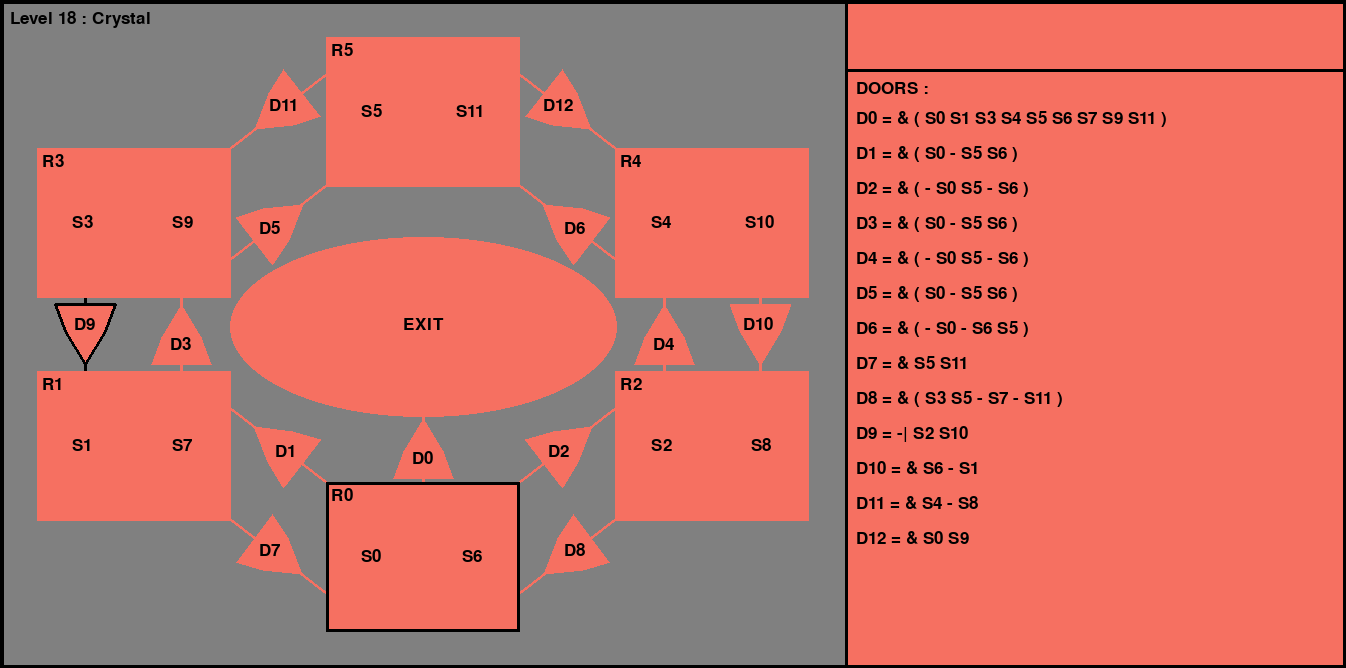 Level 18 : Crystal
R5
S5 S11
D11
D12
R3
S3 S9
R4
S4 S10
D5
D6
EXIT
D9
D3
D4
D10
R1
S1 S7
R2
S2 S8
D1
D0
D2
R0
S0 S6
D7
D8
DOORS :
D0 = & ( S0 S1 S3 S4 S5 S6 S7 S9 S11 )
D1 = & ( S0 - S5 S6 )
D2 = & ( - S0 S5 - S6 )
D3 = & ( S0 - S5 S6 )
D4 = & ( - S0 S5 - S6 )
D5 = & ( S0 - S5 S6 )
D6 = & ( - S0 - S6 S5 )
D7 = & S5 S11
D8 = & ( S3 S5 - S7 - S11 )
D9 = -| S2 S10
D10 = & S6 - S1
D11 = & S4 - S8
D12 = & S0 S9